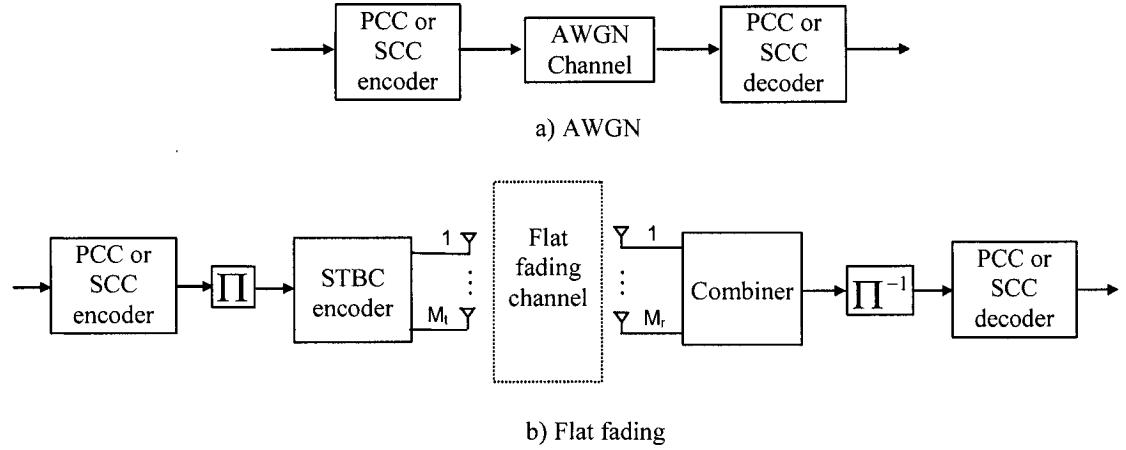 PCC or
SCC
encoder
AWGN
Channel
PCC or
SCC
decoder
a) AWGN
PCC or
SCC
encoder
Π
STBC
encoder
1
Mt
Flat
fading
channel
1
Mr
Combiner
Π⁻¹
PCC or
SCC
decoder
b) Flat fading